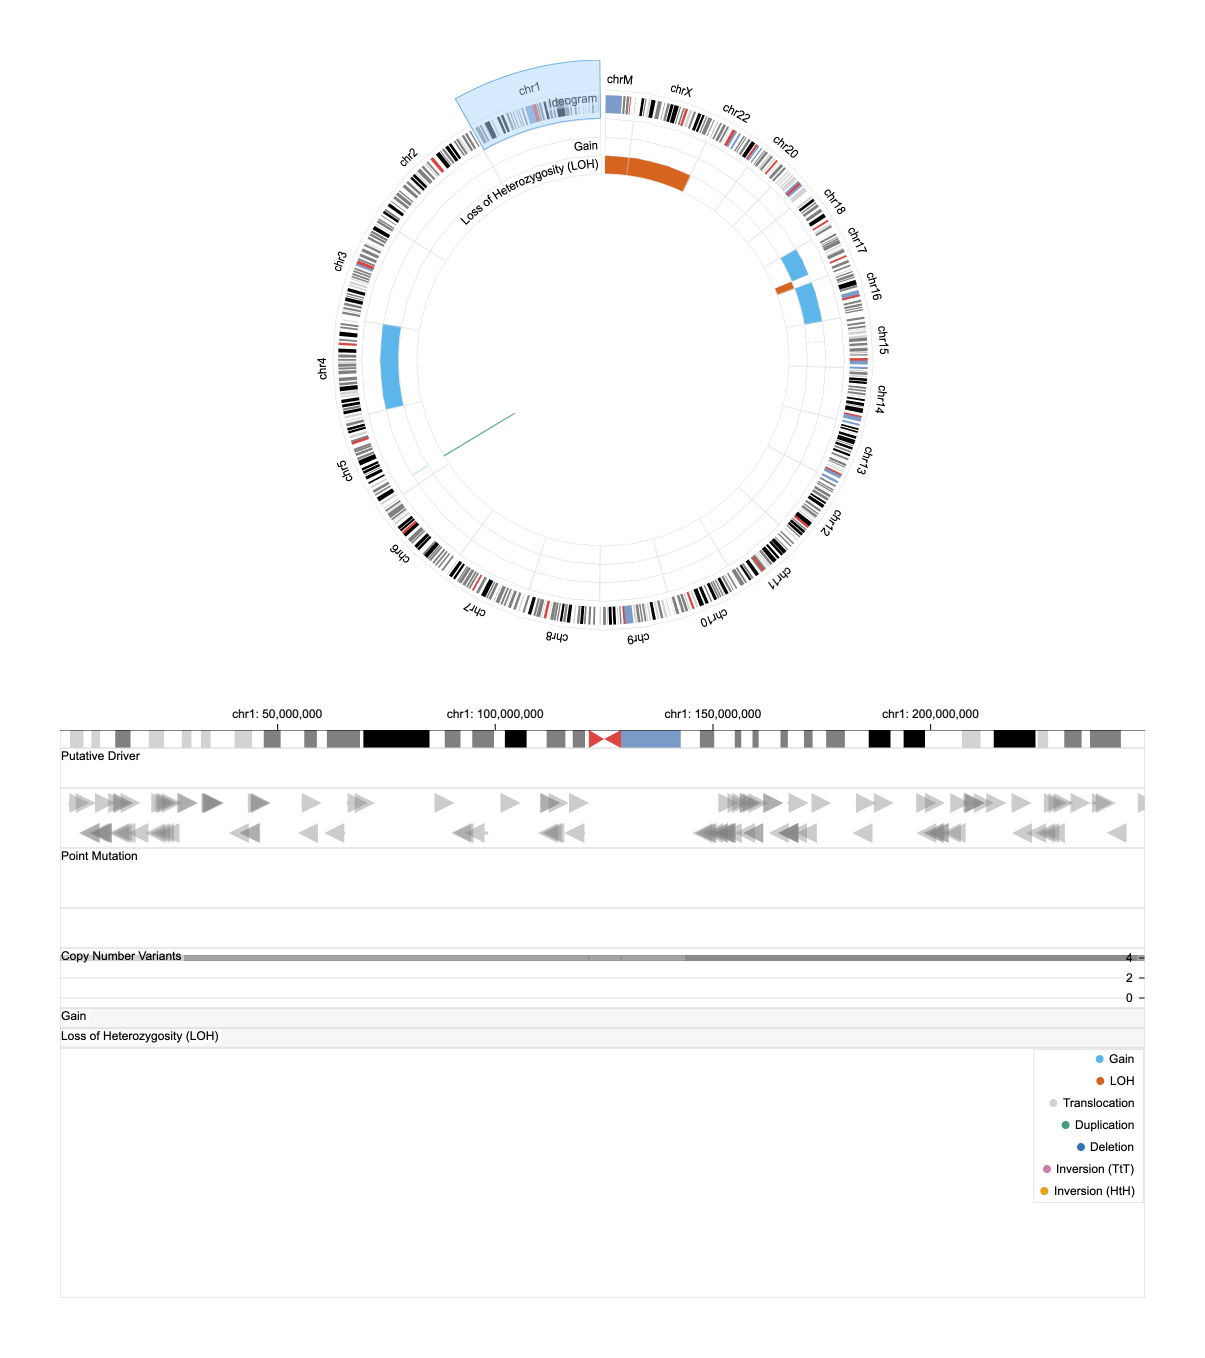 chrM
chrX
chr22
chr20
chr18
chr17
chr16
chr15
chr14
chr13
chr12
chr11
chr10
chr9
chr8
chr7
chr6
chr5
chr4
chr3
chr2
chr1
Ideogram
Gain
Loss of Heterozygosity (LOH)
chr1: 50,000,000
chr1: 100,000,000
chr1: 150,000,000
chr1: 200,000,000
Putative Driver
Point Mutation
Copy Number Variants
4
2
0
Gain
Loss of Heterozygosity (LOH)
Gain
LOH
Translocation
Duplication
Deletion
Inversion (TtT)
Inversion (HtH)